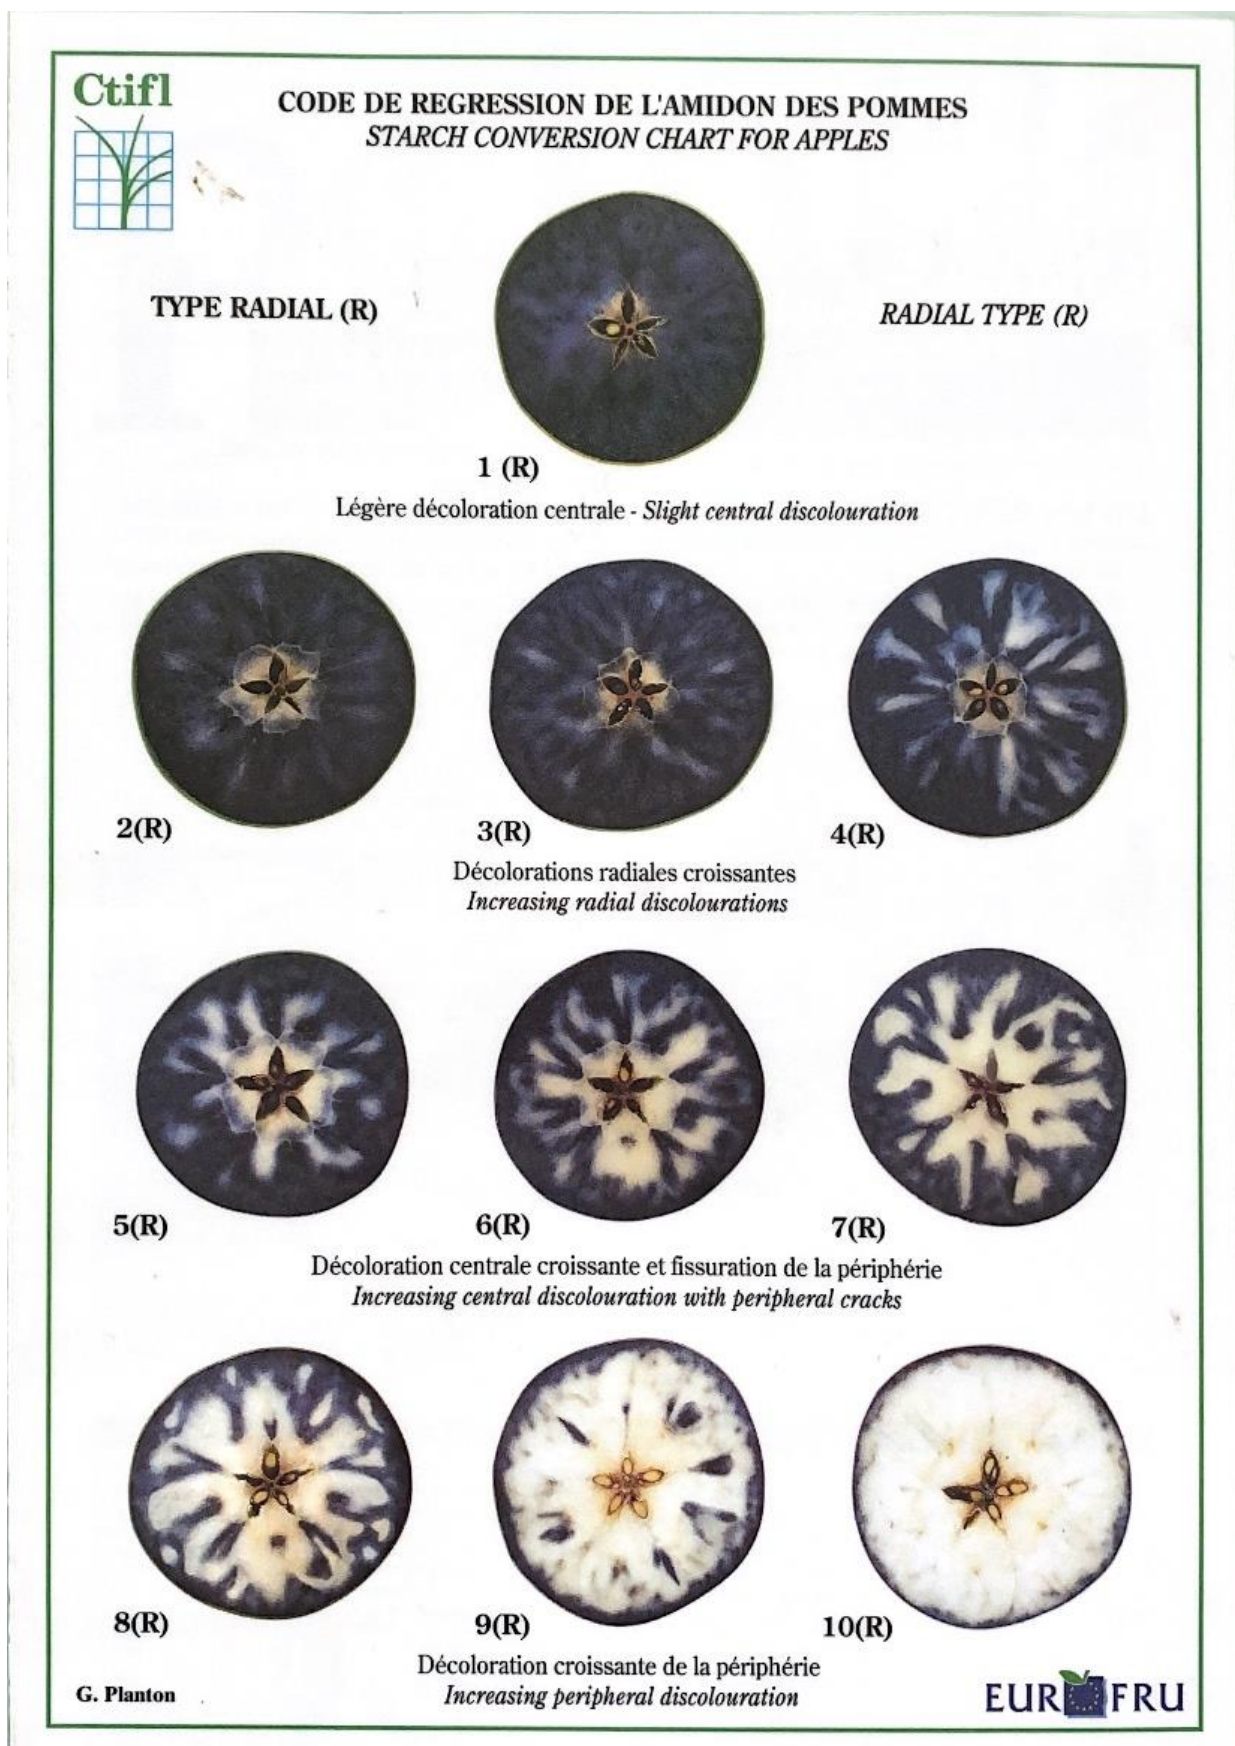 Ctifl
CODE DE REGRESSION DE L'AMIDON DES POMMES
STARCH CONVERSION CHART FOR APPLES
TYPE RADIAL (R)
RADIAL TYPE (R)
1 (R)
Légère décoloration centrale - Slight central discolouration
2(R)
3(R)
4(R)
Décolorations radiales croissantes
Increasing radial discolourations
5(R)
6(R)
7(R)
Décoloration centrale croissante et fissuration de la périphérie
Increasing central discolouration with peripheral cracks
8(R)
9(R)
10(R)
Décoloration croissante de la périphérie
Increasing peripheral discolouration
G. Planton
EUROFRU